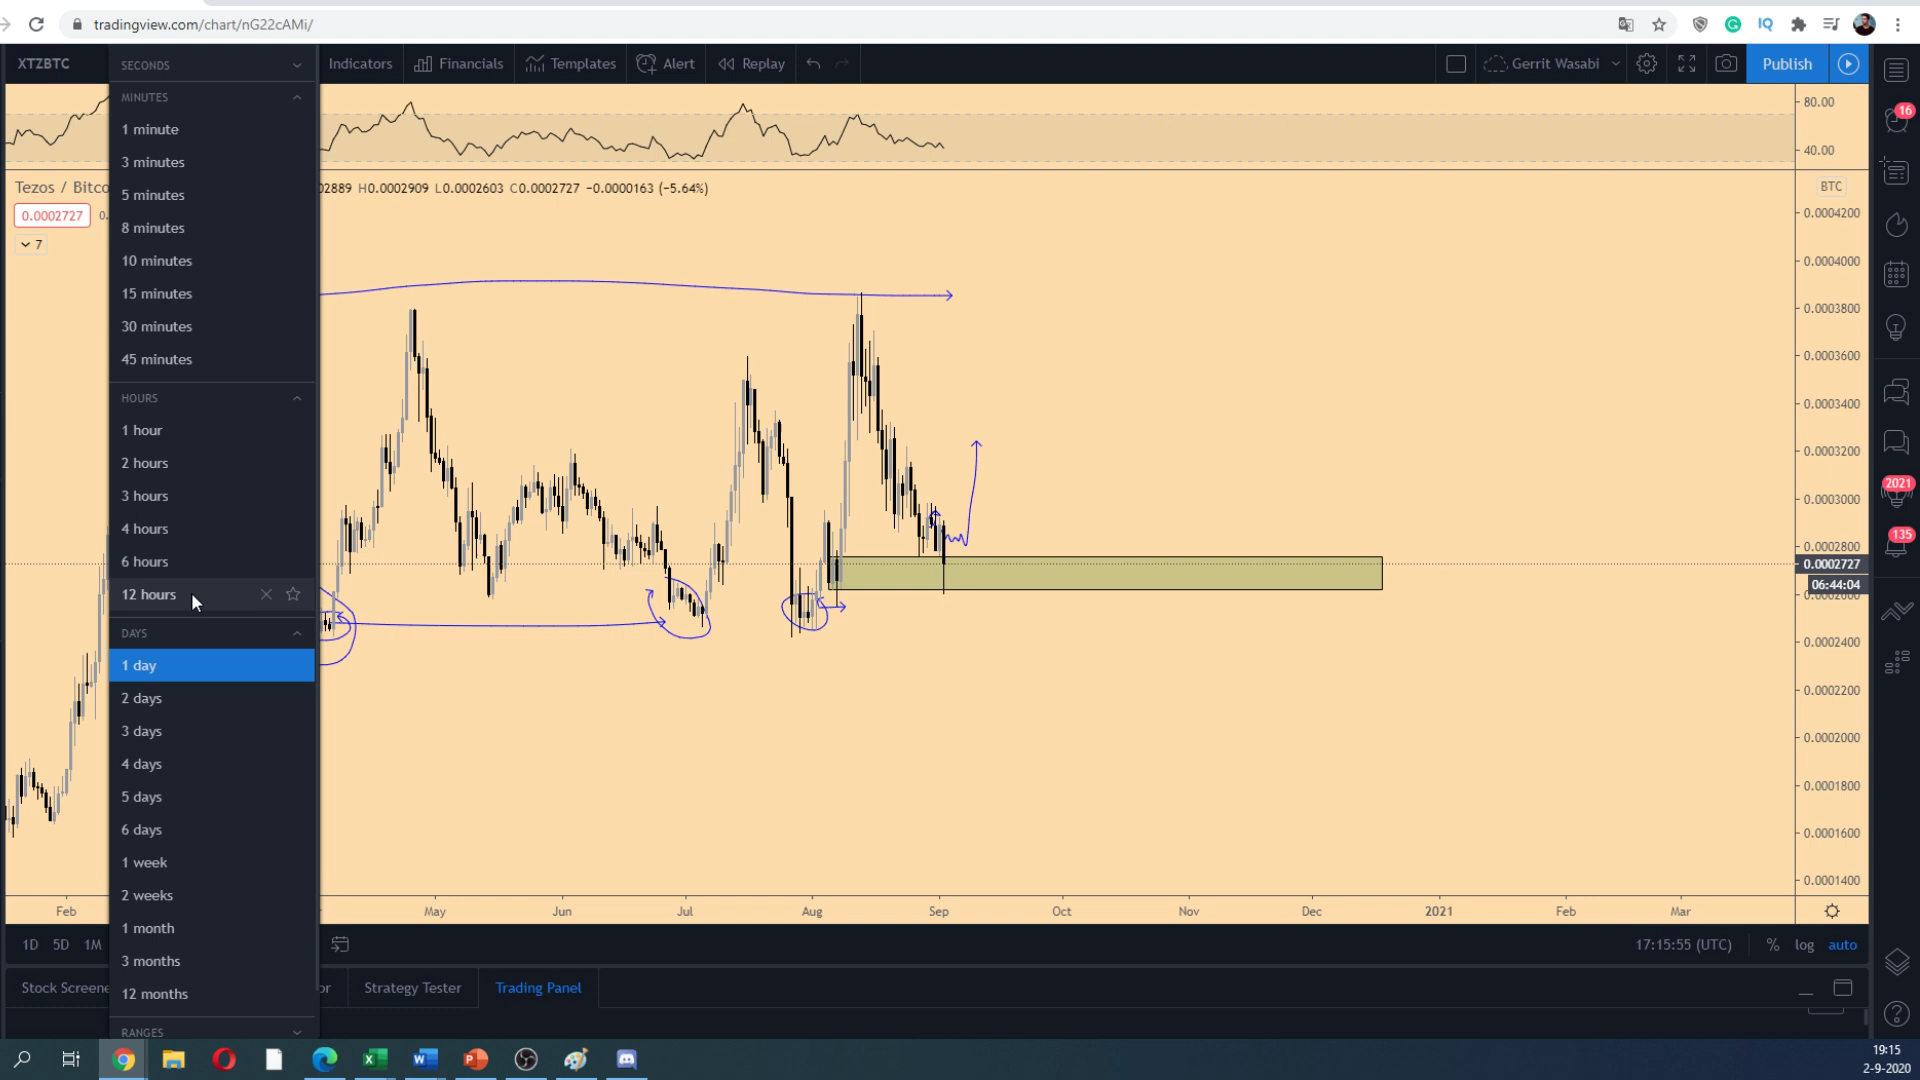 tradingview.com/chart/nG22cAMi/
XTZBTC
SECONDS
Indicators
Financials
Templates
Alert
Replay
Gerrit Wasabi
Publish
MINUTES
1 minute
3 minutes
5 minutes
8 minutes
10 minutes
15 minutes
30 minutes
45 minutes
HOURS
1 hour
2 hours
3 hours
4 hours
6 hours
12 hours
DAYS
1 day
2 days
3 days
4 days
5 days
6 days
1 week
2 weeks
1 month
3 months
12 months
RANGES
Tezos / Bitco
2889 H0.0002909 L0.0002603 C0.0002727 −0.0000163 (−5.64%)
0.0002727 0.
7
80.00
40.00
BTC
0.0004200
0.0004000
0.0003800
0.0003600
0.0003400
0.0003200
0.0003000
0.0002800
0.0002727
06:44:04
0.0002400
0.0002200
0.0002000
0.0001800
0.0001600
0.0001400
Feb May Jun Jul Aug Sep Oct Nov Dec 2021 Feb Mar
1D 5D 1M
17:15:55 (UTC) % log auto
Stock Screene
or
Strategy Tester
Trading Panel
16
2021
135
19:15
2-9-2020